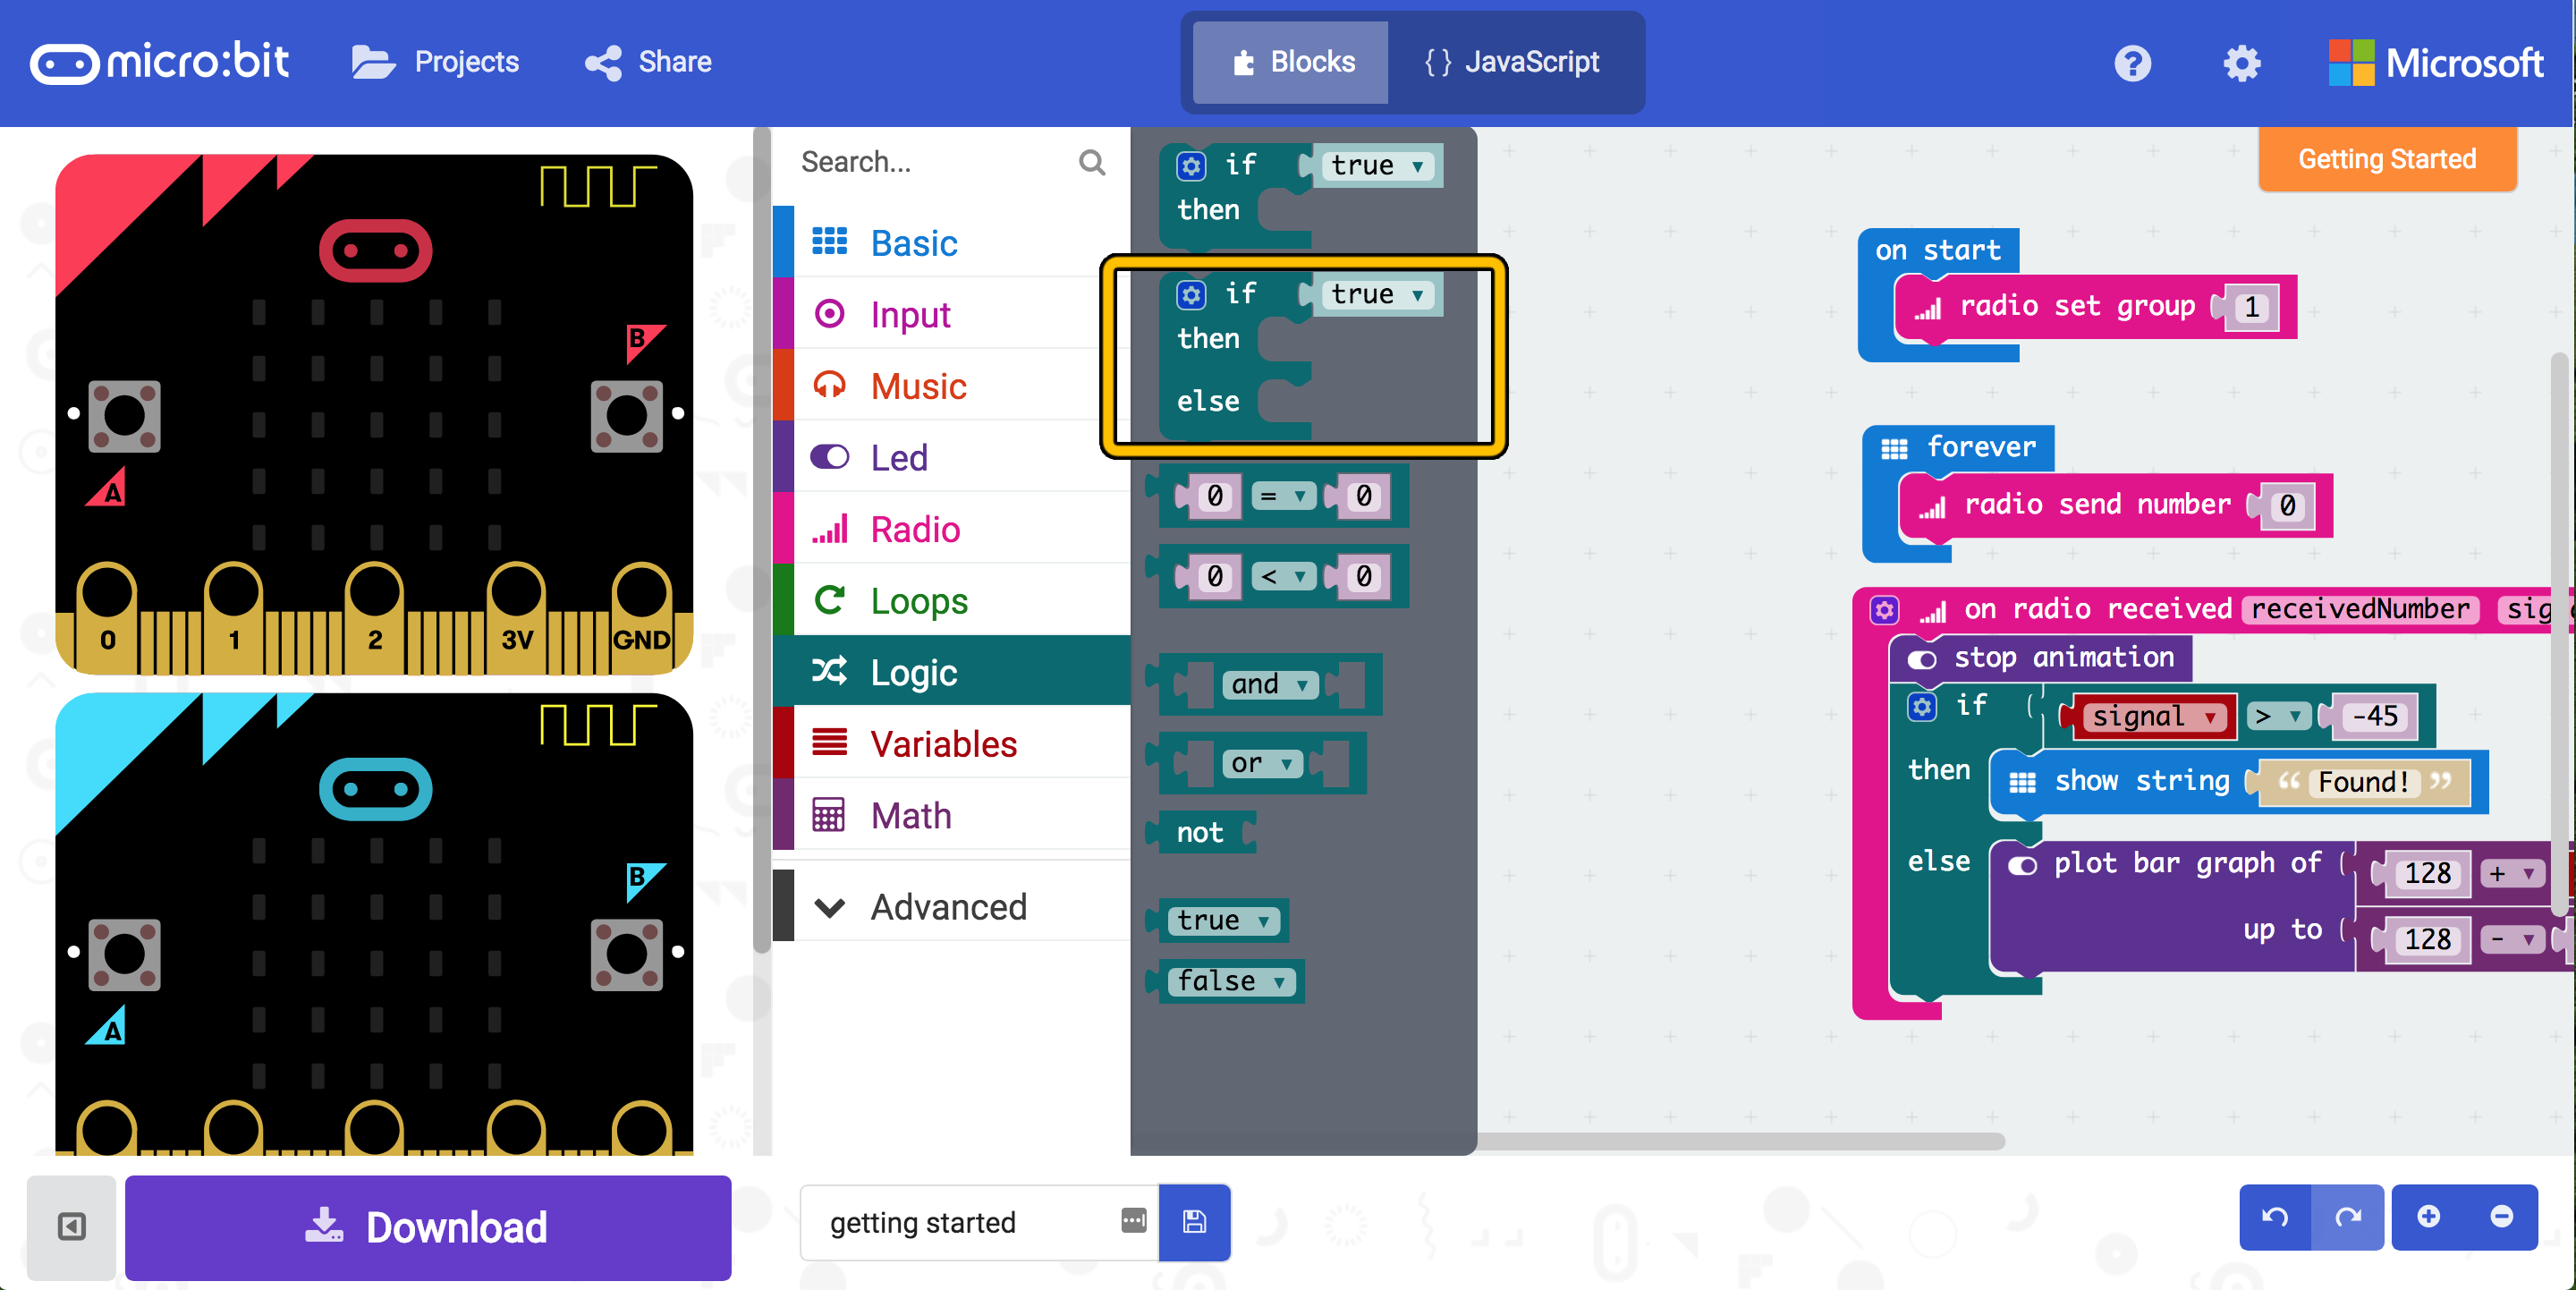 micro:bit
Projects
Share
Blocks
{ } JavaScript
Microsoft
Search...
Basic
Input
Music
Led
Radio
Loops
Logic
Variables
Math
Advanced
if true
then
if true
then
else
0 = 0
0 < 0
and
or
not
true
false
Getting Started
on start
radio set group 1
forever
radio send number 0
on radio received receivedNumber
stop animation
if signal > -45
then show string “ Found! ”
else plot bar graph of 128 +
up to 128 -
B
A
0 1 2 3V GND
B
A
Download
getting started